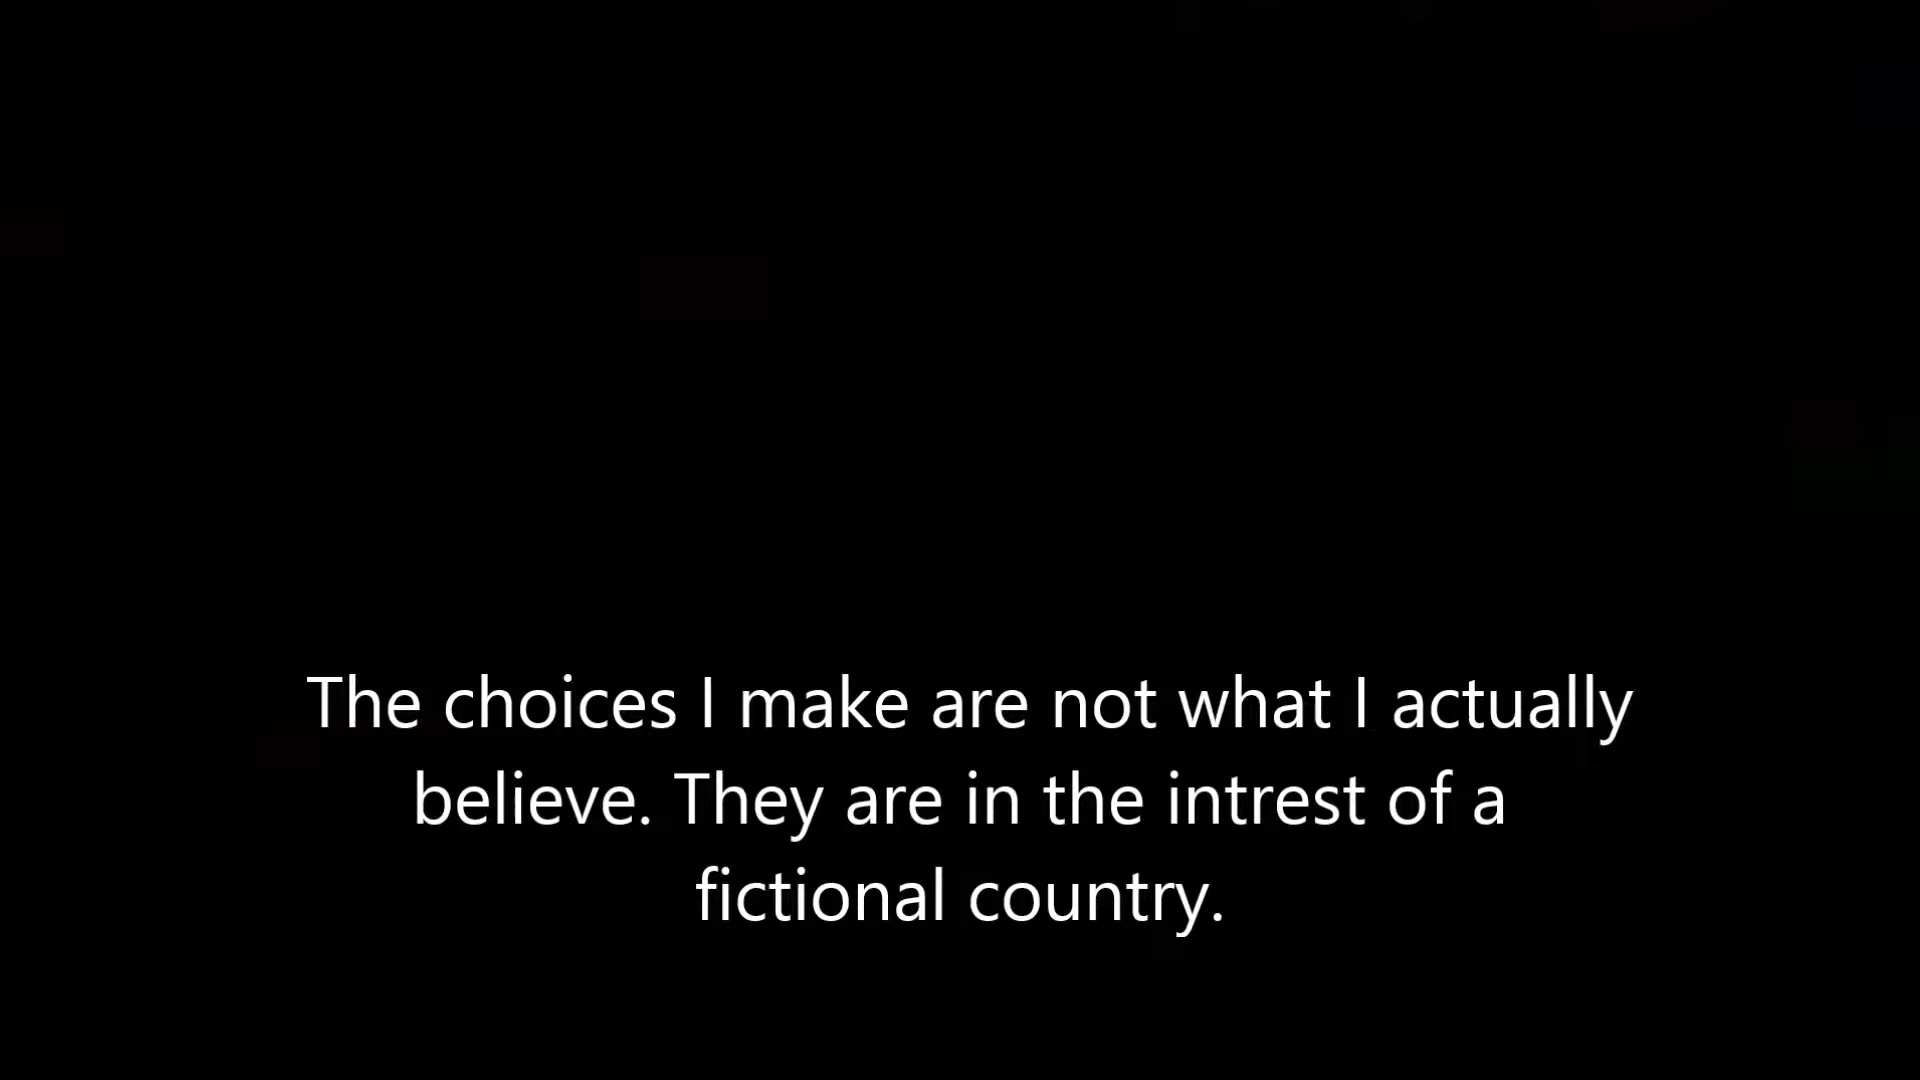 The choices I make are not what I actually
believe. They are in the intrest of a
fictional country.